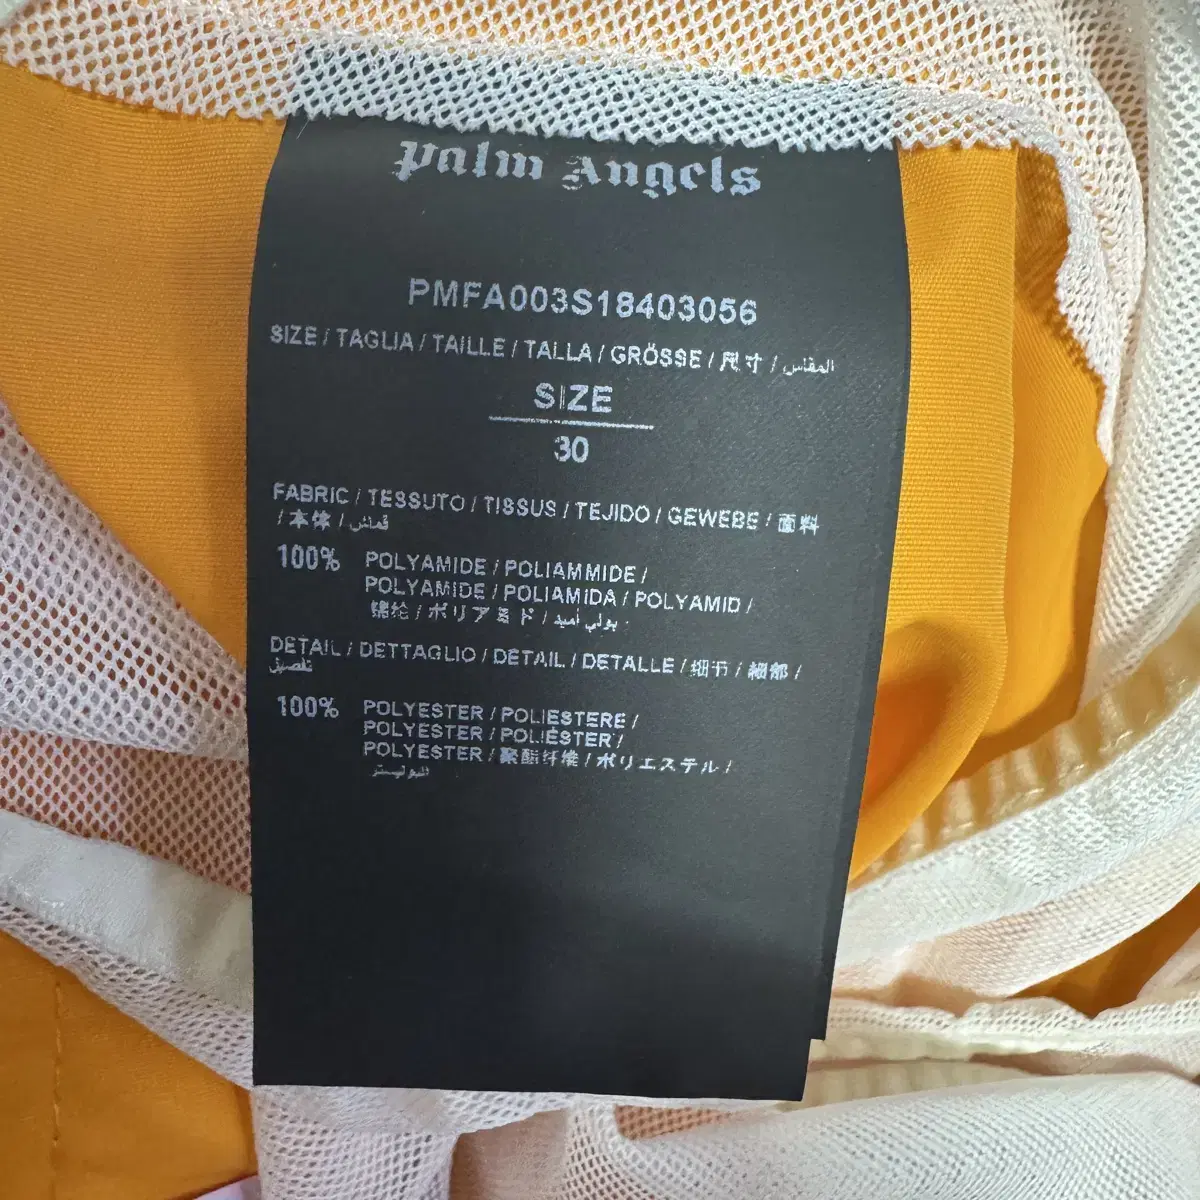 Palm Angels
PMFA003S18403056
SIZE / TAGLIA / TAILLE / TALLA / GRÖSSE / 尺寸 / المقاس
SIZE
30
FABRIC / TESSUTO / TISSUS / TEJIDO / GEWEBE / 面料
/ 本体 / قماش
100% POLYAMIDE / POLIAMMIDE /
POLYAMIDE / POLIAMIDA / POLYAMID /
锦纶 / ポリアミド / بولي أميد
DETAIL / DETTAGLIO / DETAIL / DETALLE / 细节 / 細部 /
تفصيل
100% POLYESTER / POLIESTERE /
POLYESTER / POLIÉSTER /
POLYESTER / 聚酯纤维 / ポリエステル /
البوليستر